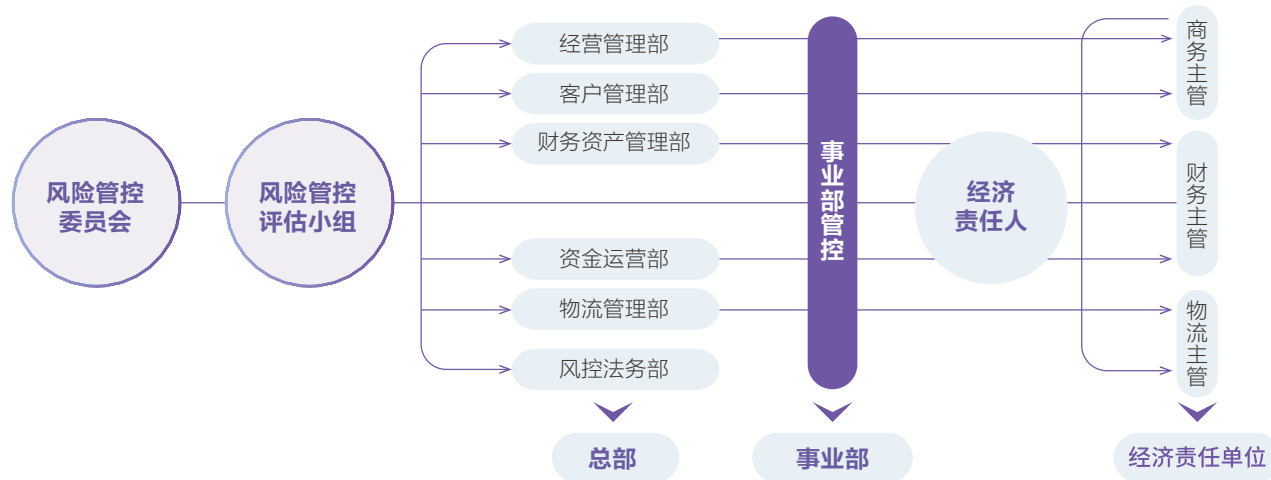 风险管控
委员会
风险管控
评估小组
经营管理部
客户管理部
财务资产管理部
资金运营部
物流管理部
风控法务部
事业部管控
经济
责任人
商务主管
财务主管
物流主管
总部
事业部
经济责任单位